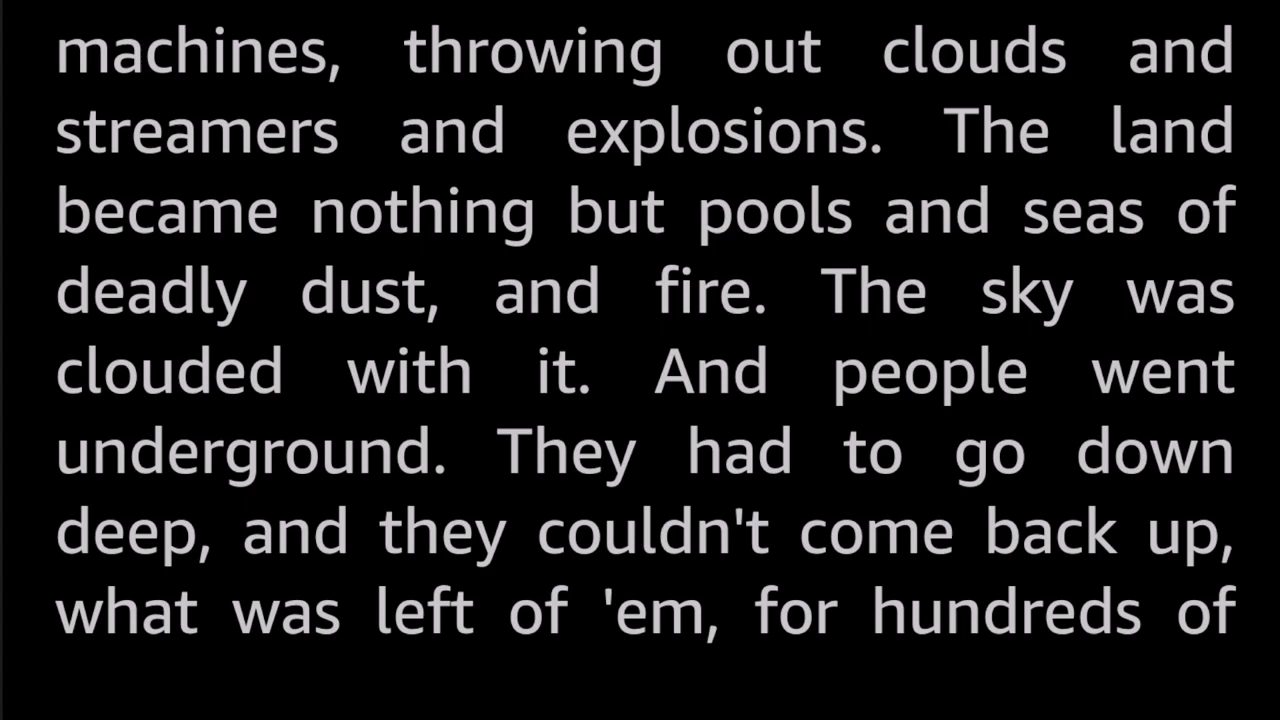 machines, throwing out clouds and
streamers and explosions. The land
became nothing but pools and seas of
deadly dust, and fire. The sky was
clouded with it. And people went
underground. They had to go down
deep, and they couldn't come back up,
what was left of 'em, for hundreds of